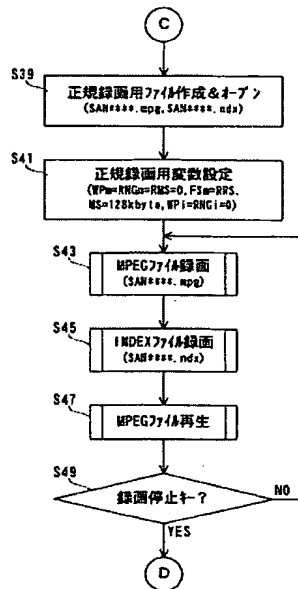 C
S39
正規録画用ファイル作成&オープン
(SAN****.mpg,SAN****.ndx)
S41
正規録画用変数設定
(WPm=RNGm=RMS=0,FSm=RRS、
MS=128kbyte,WPi=RNGi=0)
S43
MPEGファイル録画
(SAN****.mpg)
S45
INDEXファイル録画
(SAN****.ndx)
S47
MPEGファイル再生
S49
録画停止キー?
NO
YES
D